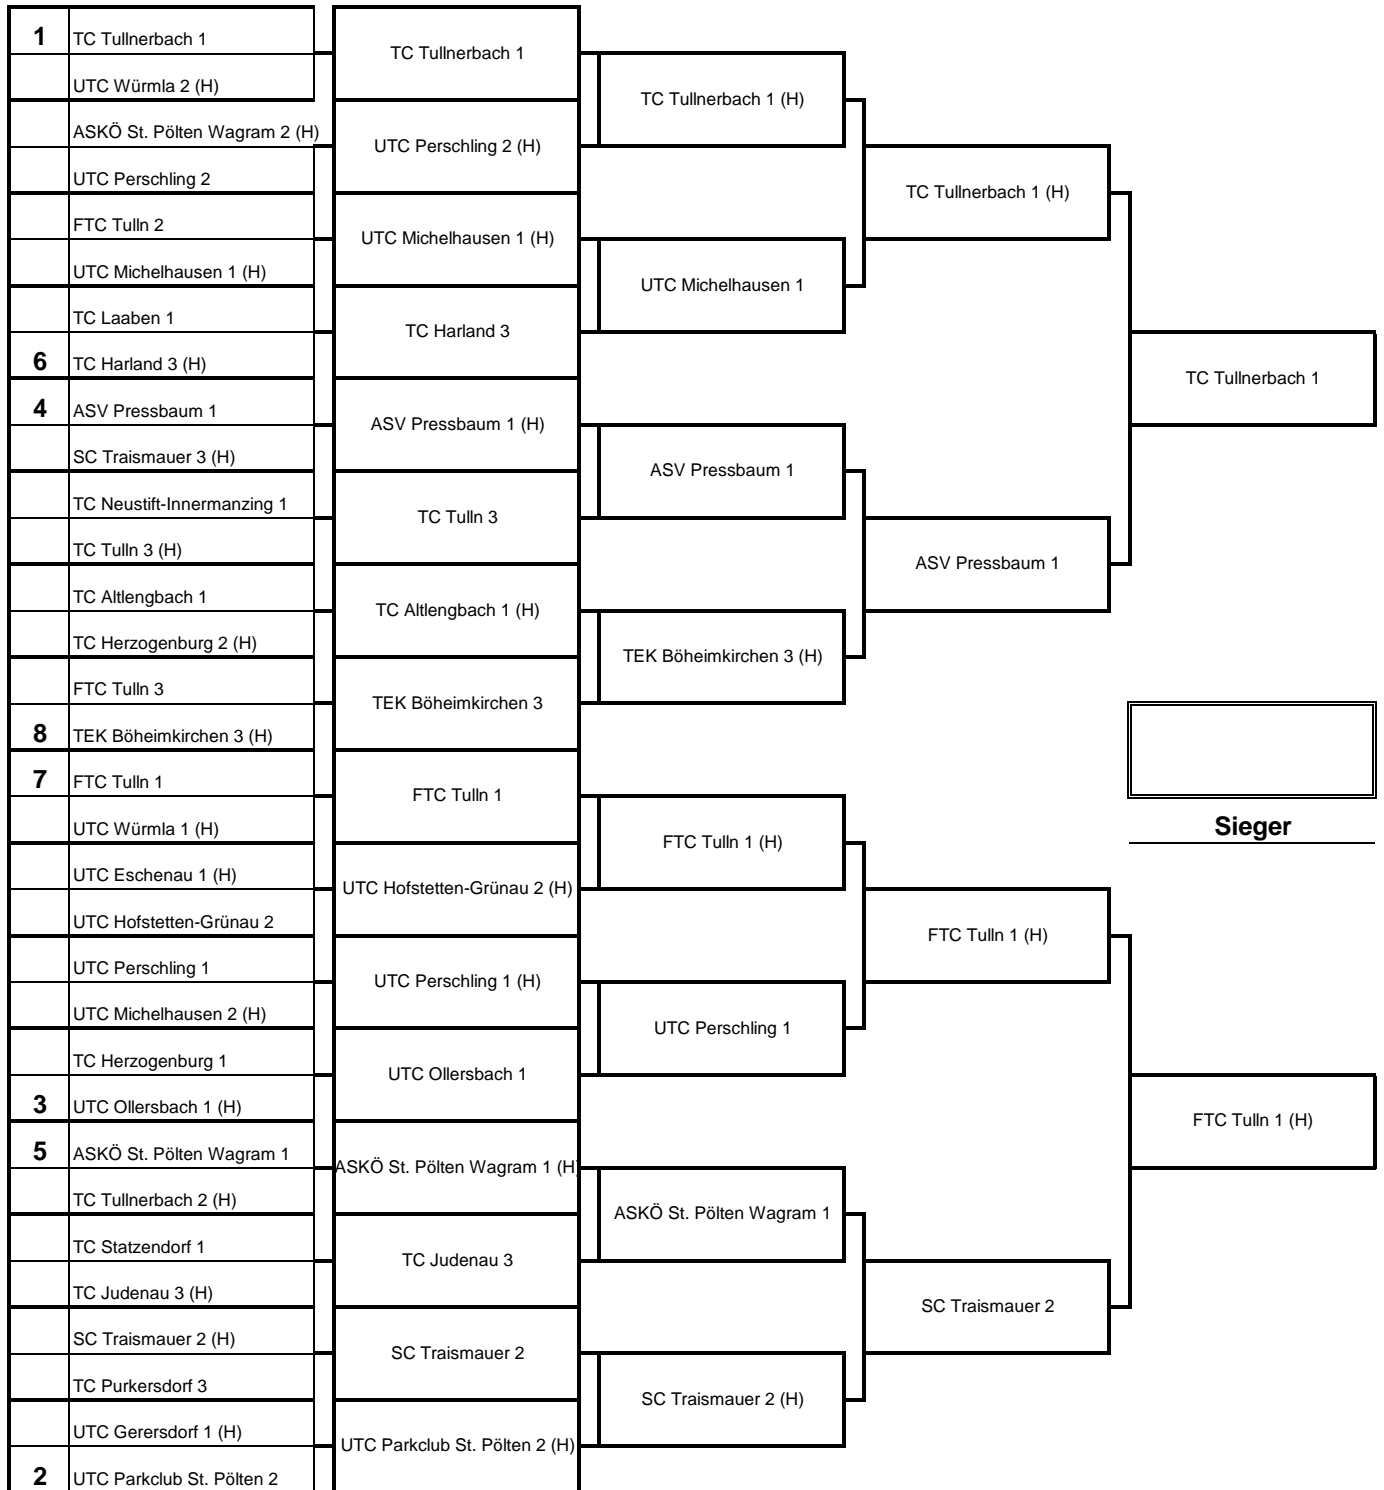 1 TC Tullnerbach 1
UTC Würmla 2 (H)
ASKÖ St. Pölten Wagram 2 (H)
UTC Perschling 2
FTC Tulln 2
UTC Michelhausen 1 (H)
TC Laaben 1
6 TC Harland 3 (H)
4 ASV Pressbaum 1
SC Traismauer 3 (H)
TC Neustift-Innermanzing 1
TC Tulln 3 (H)
TC Altlengbach 1
TC Herzogenburg 2 (H)
FTC Tulln 3
8 TEK Böheimkirchen 3 (H)
7 FTC Tulln 1
UTC Würmla 1 (H)
UTC Eschenau 1 (H)
UTC Hofstetten-Grünau 2
UTC Perschling 1
UTC Michelhausen 2 (H)
TC Herzogenburg 1
3 UTC Ollersbach 1 (H)
5 ASKÖ St. Pölten Wagram 1
TC Tullnerbach 2 (H)
TC Statzendorf 1
TC Judenau 3 (H)
SC Traismauer 2 (H)
TC Purkersdorf 3
UTC Gerersdorf 1 (H)
2 UTC Parkclub St. Pölten 2
TC Tullnerbach 1
UTC Perschling 2 (H)
UTC Michelhausen 1 (H)
TC Harland 3
ASV Pressbaum 1 (H)
TC Tulln 3
TC Altlengbach 1 (H)
TEK Böheimkirchen 3
FTC Tulln 1
UTC Hofstetten-Grünau 2 (H)
UTC Perschling 1 (H)
UTC Ollersbach 1
ASKÖ St. Pölten Wagram 1 (H)
TC Judenau 3
SC Traismauer 2
UTC Parkclub St. Pölten 2 (H)
TC Tullnerbach 1 (H)
UTC Michelhausen 1
ASV Pressbaum 1
TEK Böheimkirchen 3 (H)
FTC Tulln 1 (H)
UTC Perschling 1
ASKÖ St. Pölten Wagram 1
SC Traismauer 2 (H)
TC Tullnerbach 1 (H)
ASV Pressbaum 1
FTC Tulln 1 (H)
SC Traismauer 2
TC Tullnerbach 1
FTC Tulln 1 (H)
Sieger